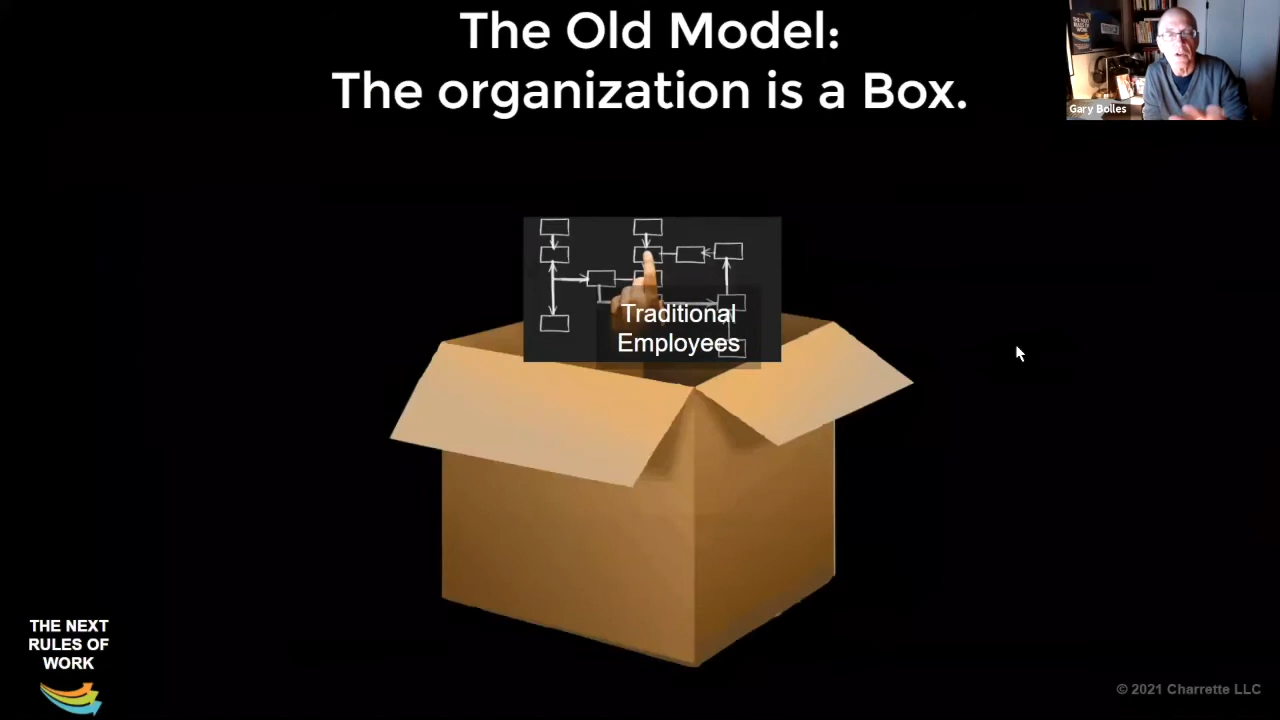 The Old Model:
The organization is a Box.
Gary Bolles
Traditional
Employees
THE NEXT
RULES OF
WORK
© 2021 Charrette LLC